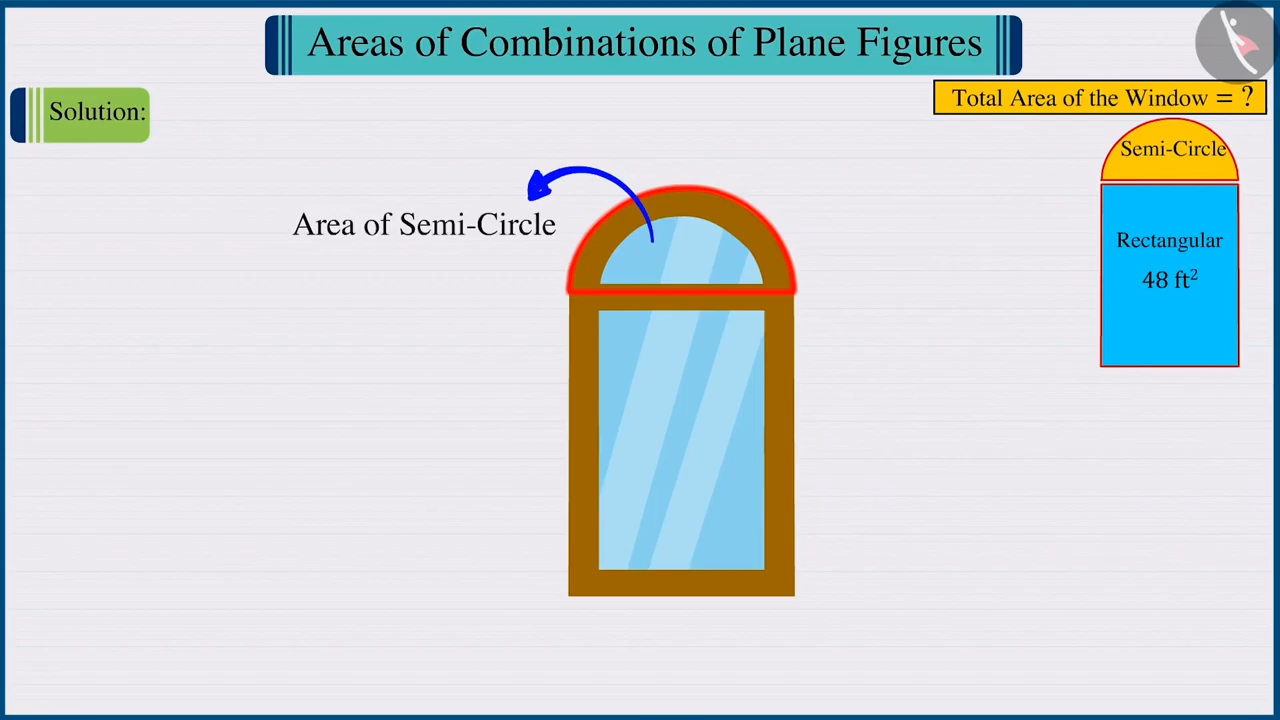 Areas of Combinations of Plane Figures
Solution:
Total Area of the Window = ?
Semi-Circle
Area of Semi-Circle
Rectangular
48 ft²